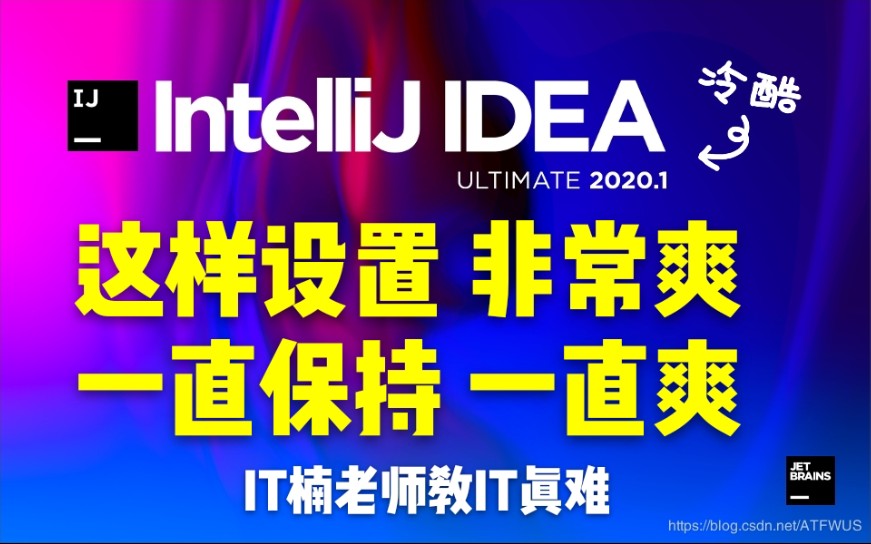 IJ
IntelliJ IDEA
冷酷
ULTIMATE 2020.1
这样设置 非常爽
一直保持 一直爽
IT楠老师教IT真难
JET
BRAINS
https://blog.csdn.net/ATFWUS